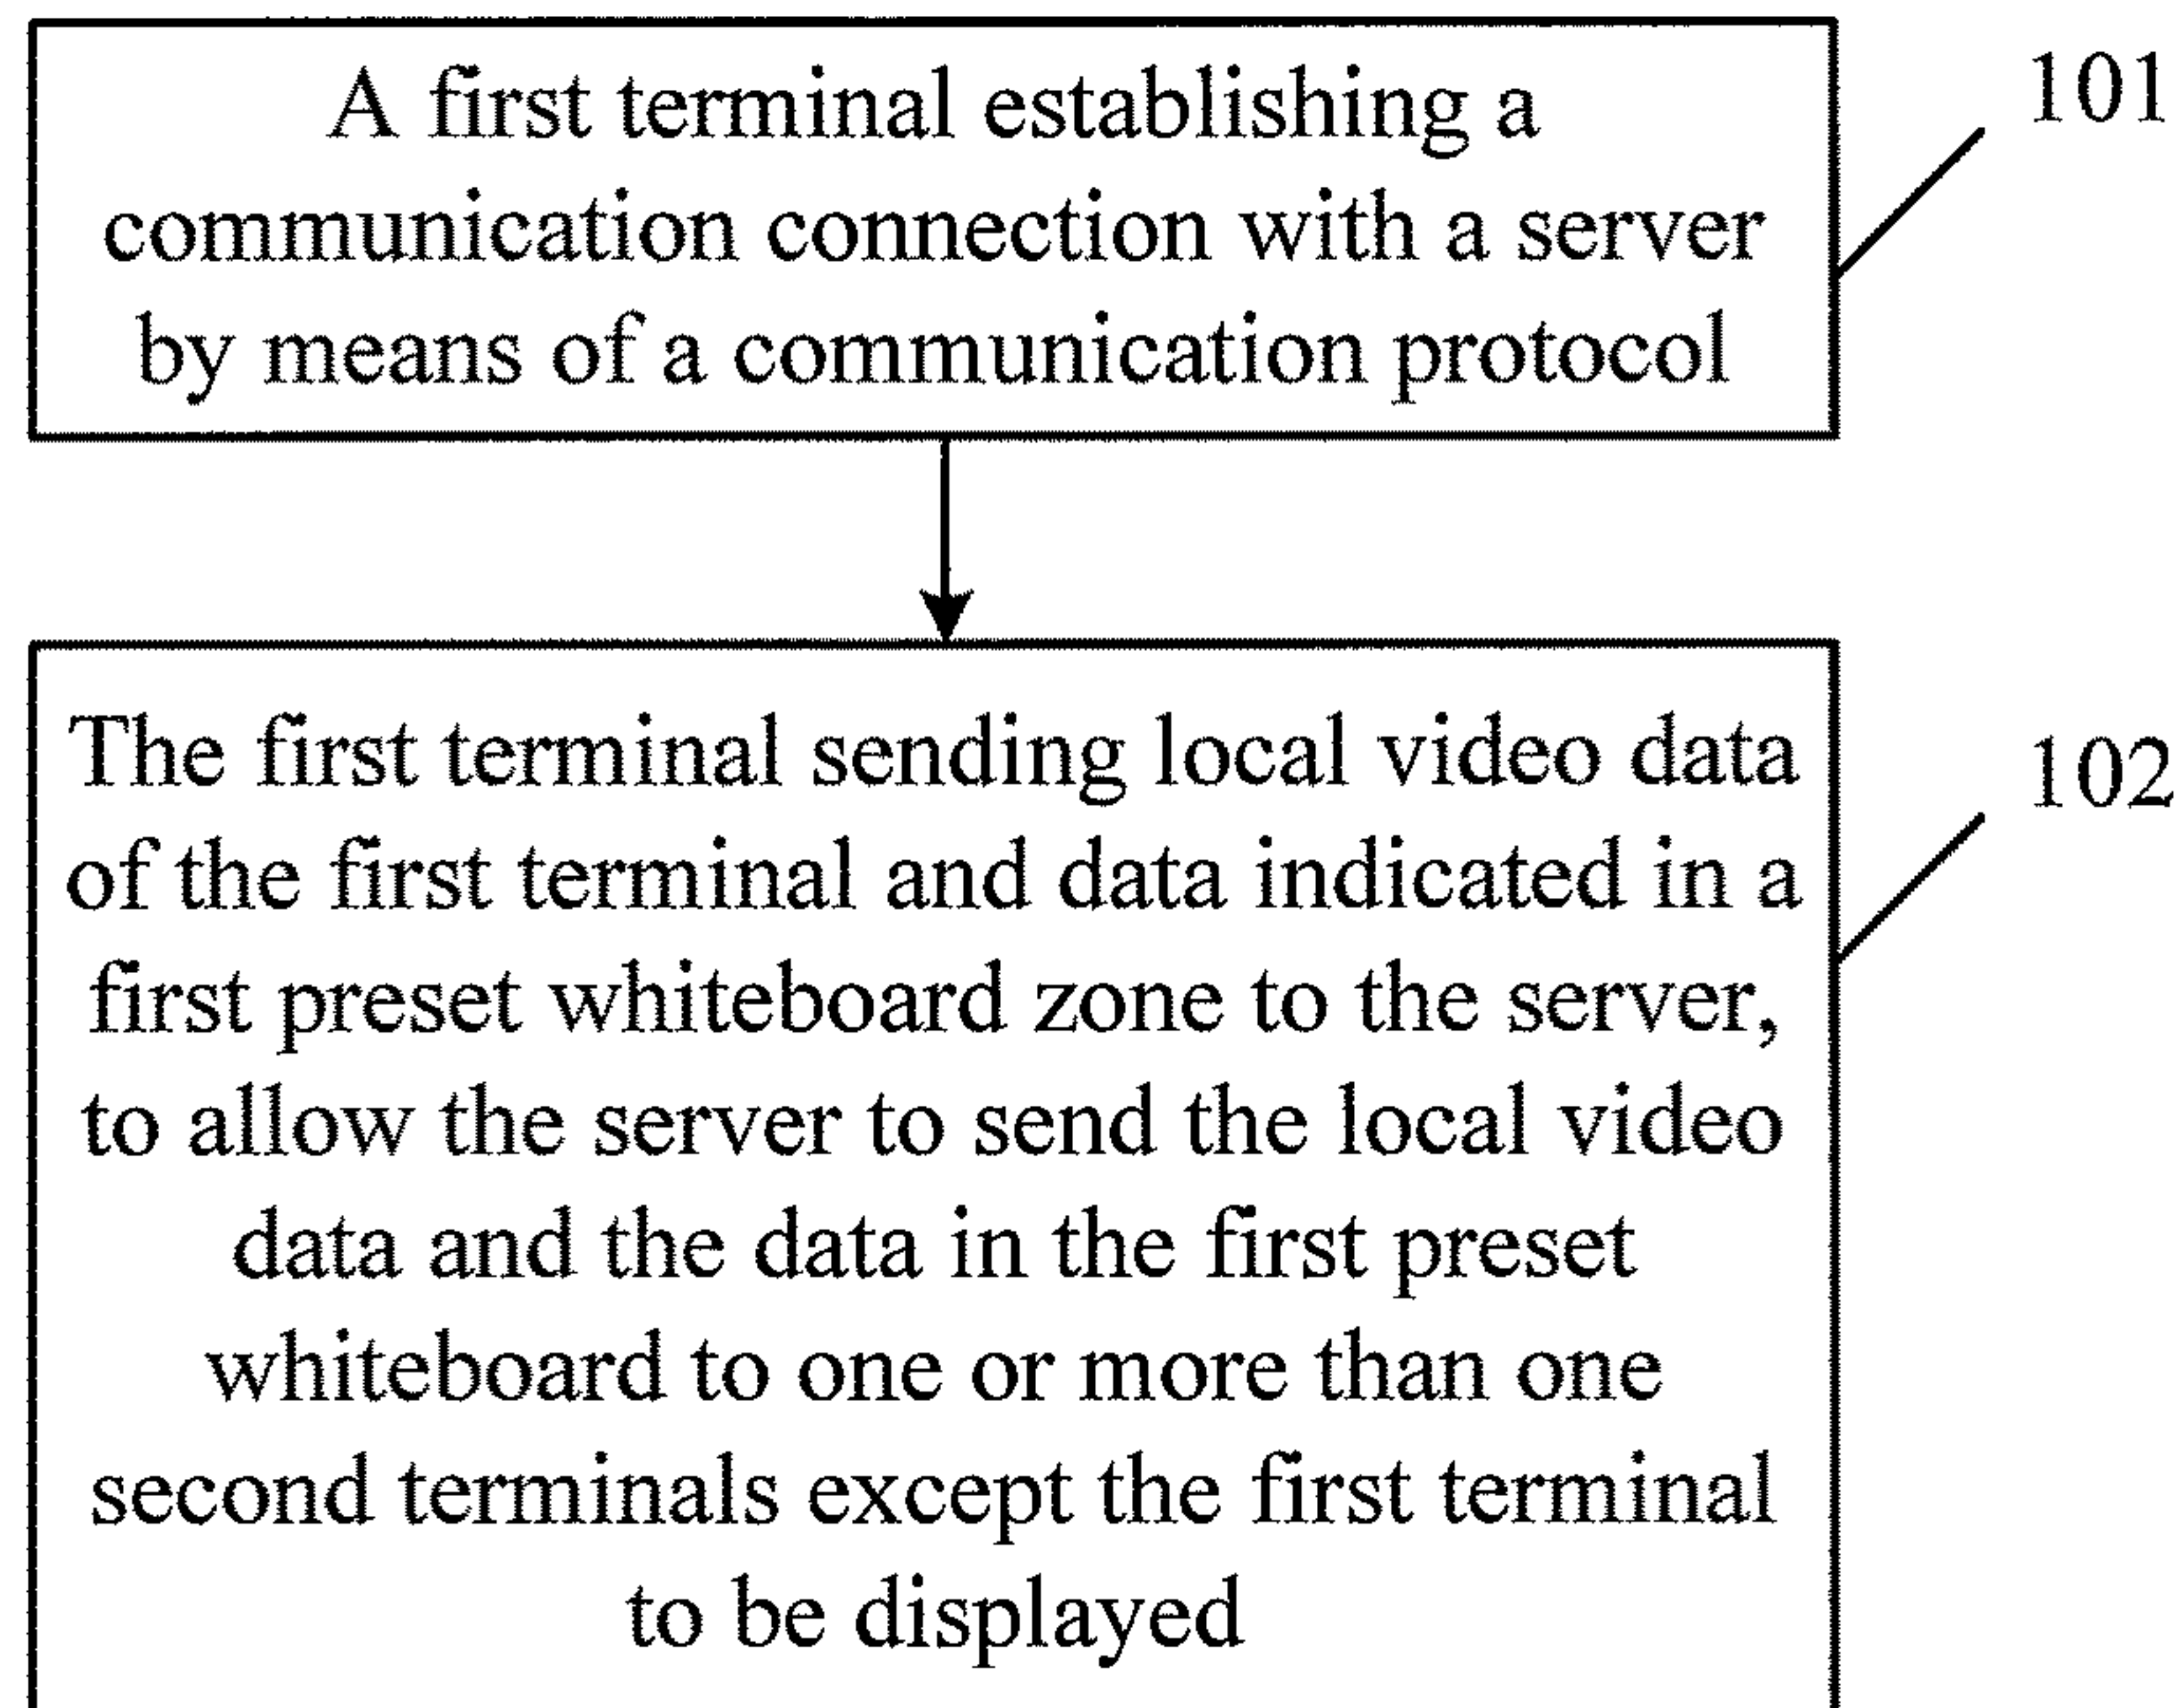 A first terminal establishing a
communication connection with a server
by means of a communication protocol
101
The first terminal sending local video data
of the first terminal and data indicated in a
first preset whiteboard zone to the server,
to allow the server to send the local video
data and the data in the first preset
whiteboard to one or more than one
second terminals except the first terminal
to be displayed
102